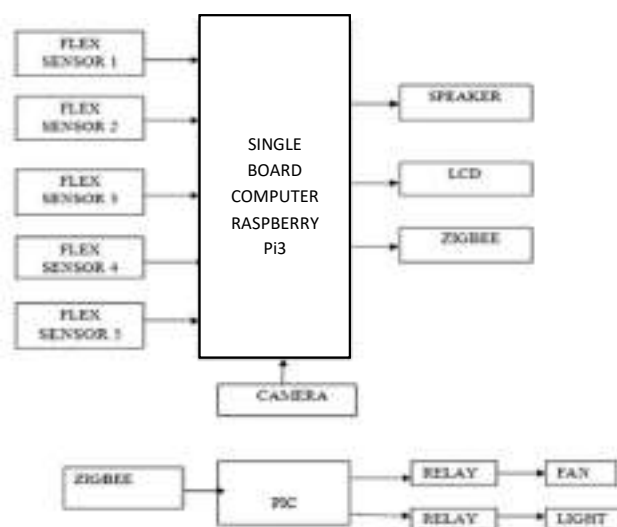 FLEX
SENSOR 1
FLEX
SENSOR 2
FLEX
SENSOR 3
FLEX
SENSOR 4
FLEX
SENSOR 5
SINGLE
BOARD
COMPUTER
RASPBERRY
Pi3
SPEAKER
LCD
ZIGBEE
CAMERA
ZIGBEE
PIC
RELAY
FAN
RELAY
LIGHT